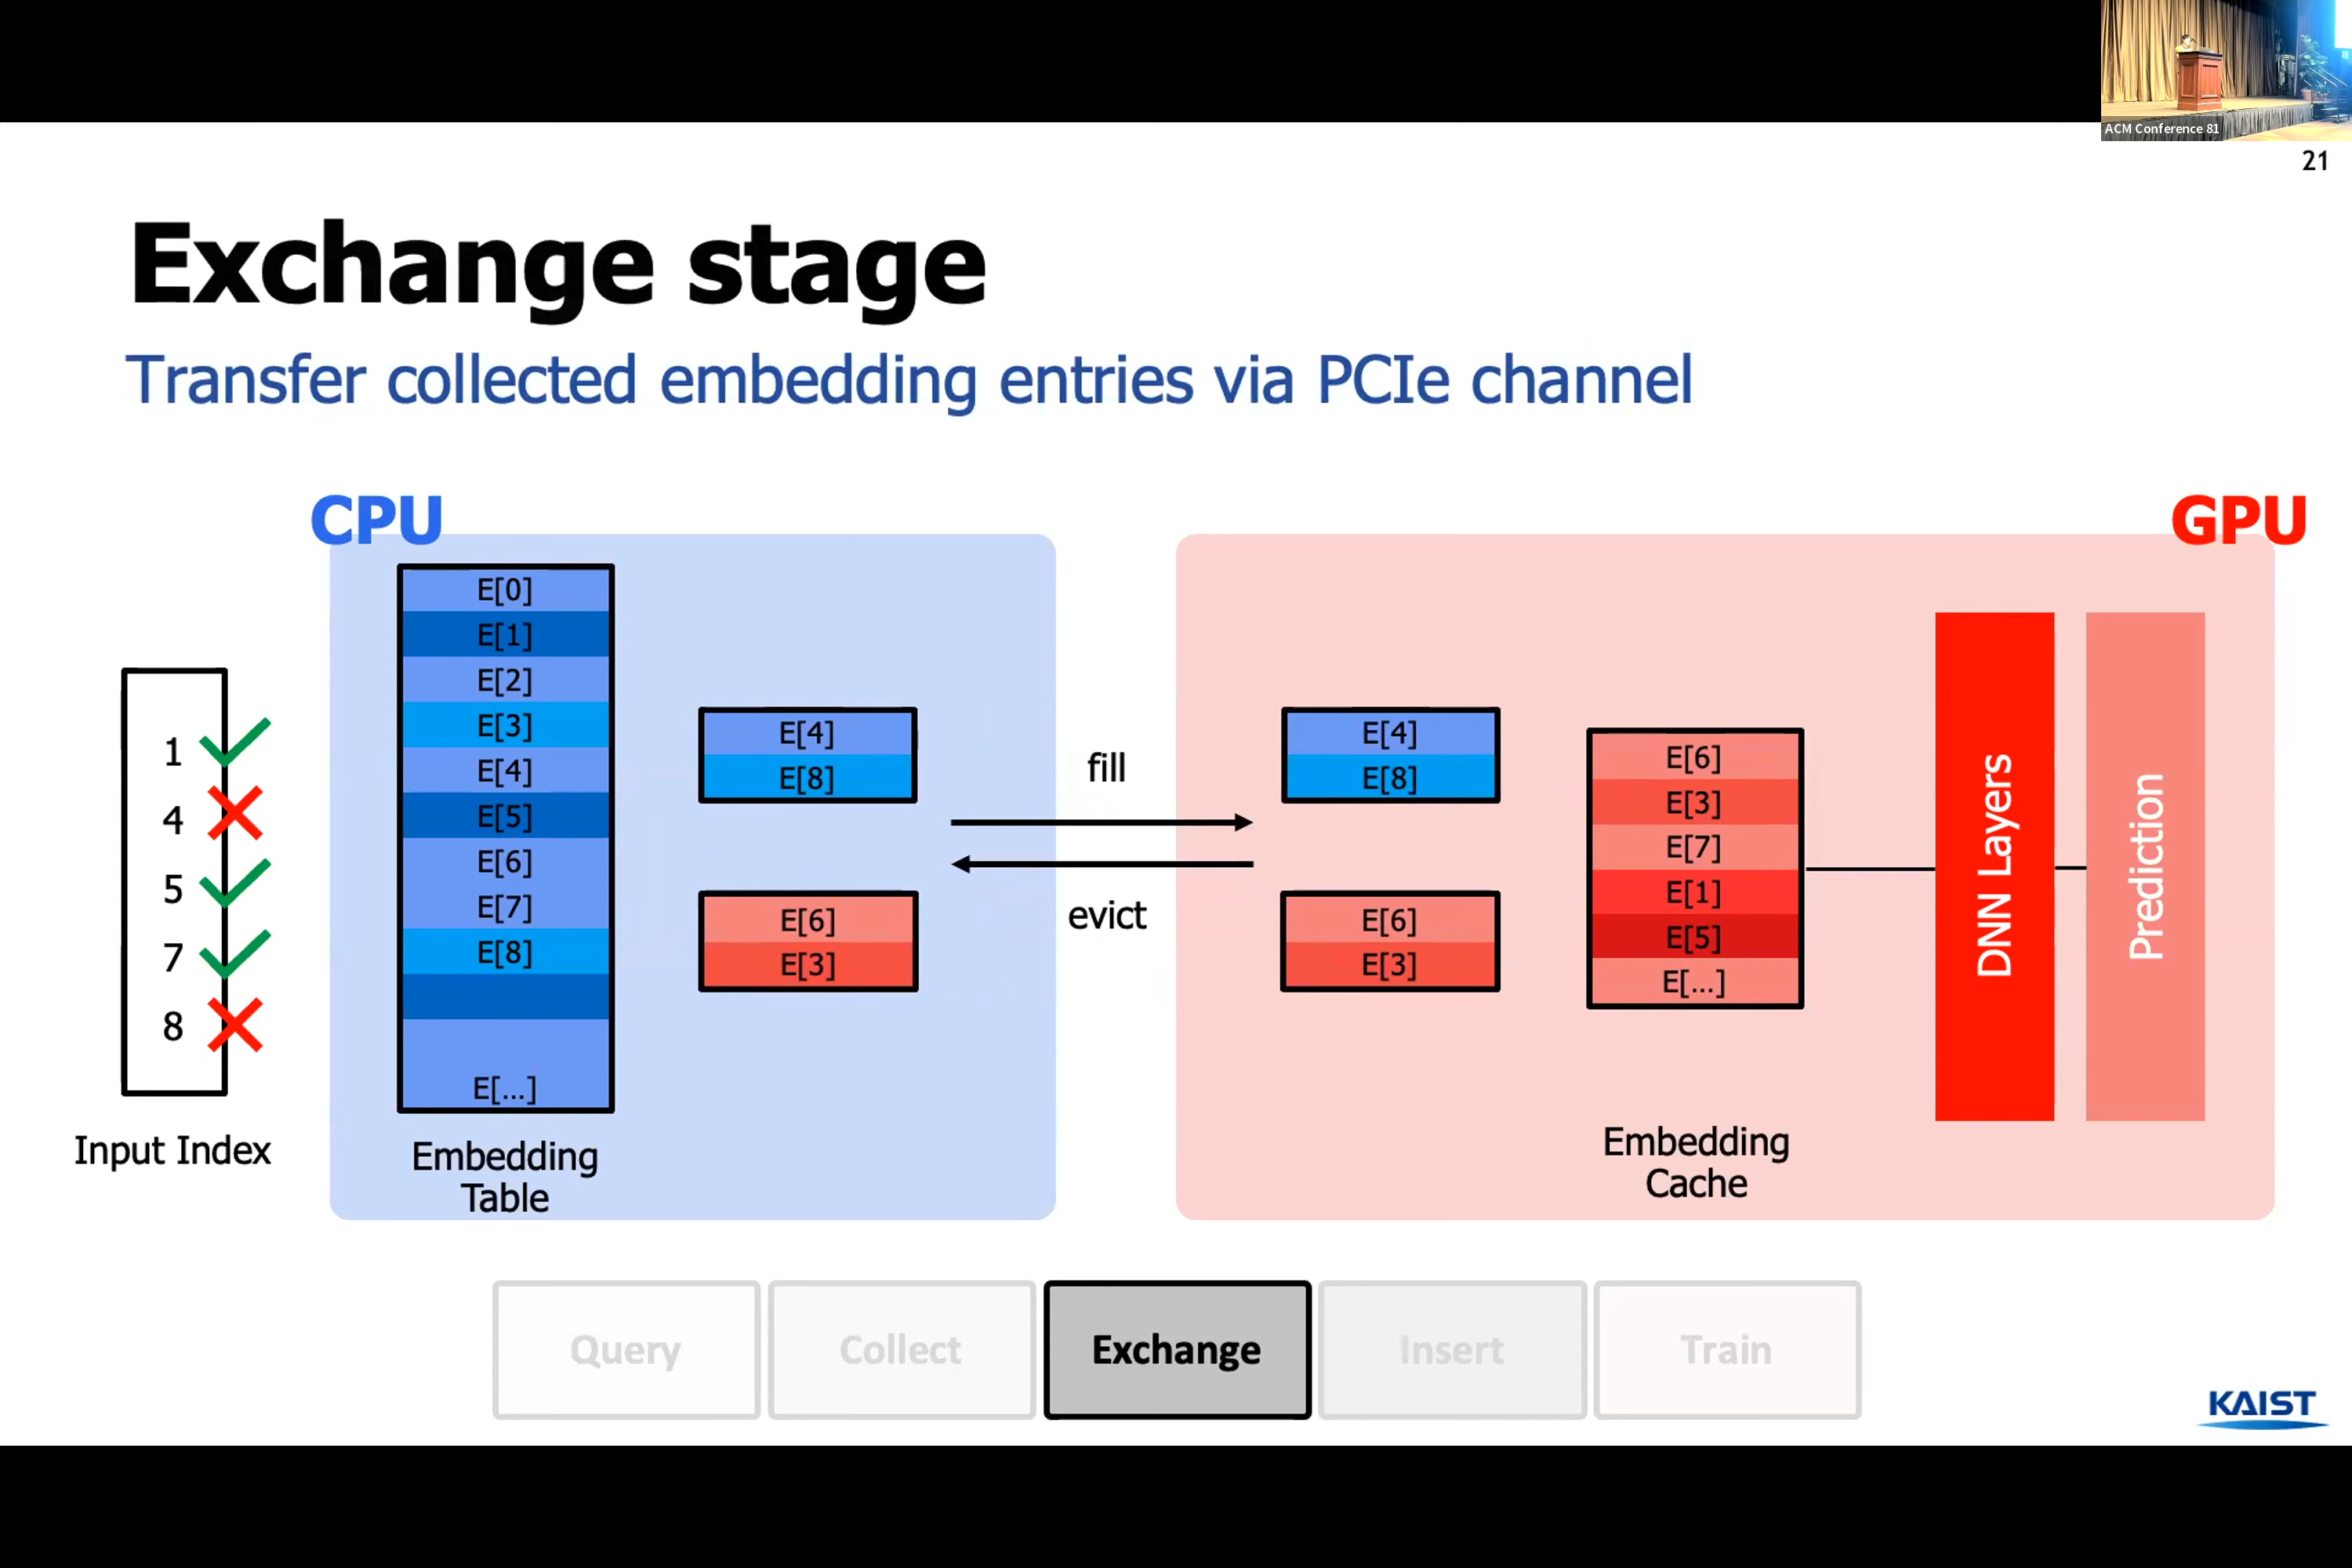 ACM Conference 81
21
Exchange stage
Transfer collected embedding entries via PCIe channel
CPU
GPU
1
4
5
7
8
Input Index
E[0]
E[1]
E[2]
E[3]
E[4]
E[5]
E[6]
E[7]
E[8]
E[...]
Embedding
Table
E[4]
E[8]
E[6]
E[3]
fill
evict
E[4]
E[8]
E[6]
E[3]
E[6]
E[3]
E[7]
E[1]
E[5]
E[...]
Embedding
Cache
DNN Layers
Prediction
Query
Collect
Exchange
Insert
Train
KAIST